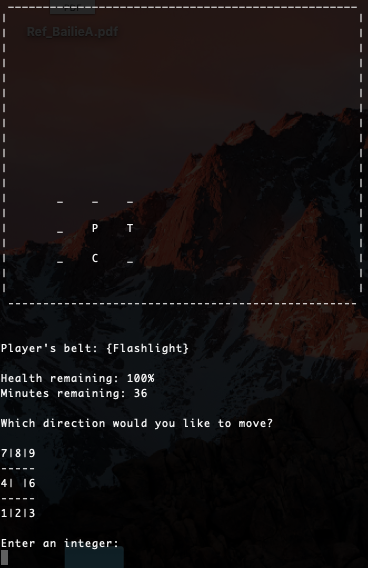 Ref_BailieA.pdf
_ _ _
_ P T
_ C _
Player's belt: {Flashlight}
Health remaining: 100%
Minutes remaining: 36
Which direction would you like to move?
7|8|9
-----
4| |6
-----
1|2|3
Enter an integer: